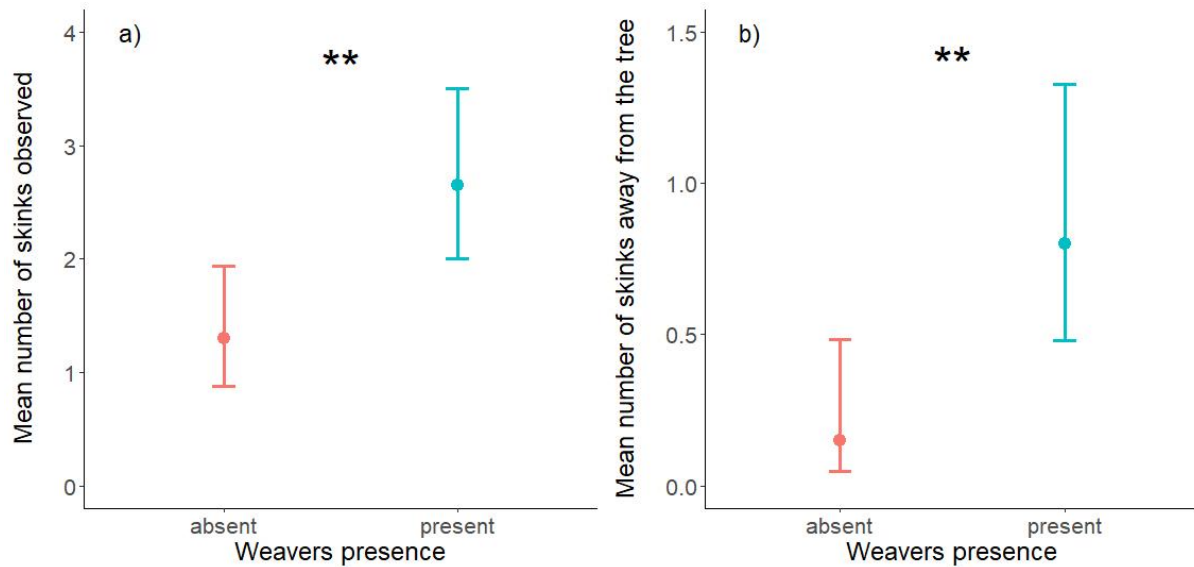 a)
**
Mean number of skinks observed
4
3
2
1
0
absent present
Weavers presence
b)
**
Mean number of skinks away from the tree
1.5
1.0
0.5
0.0
absent present
Weavers presence